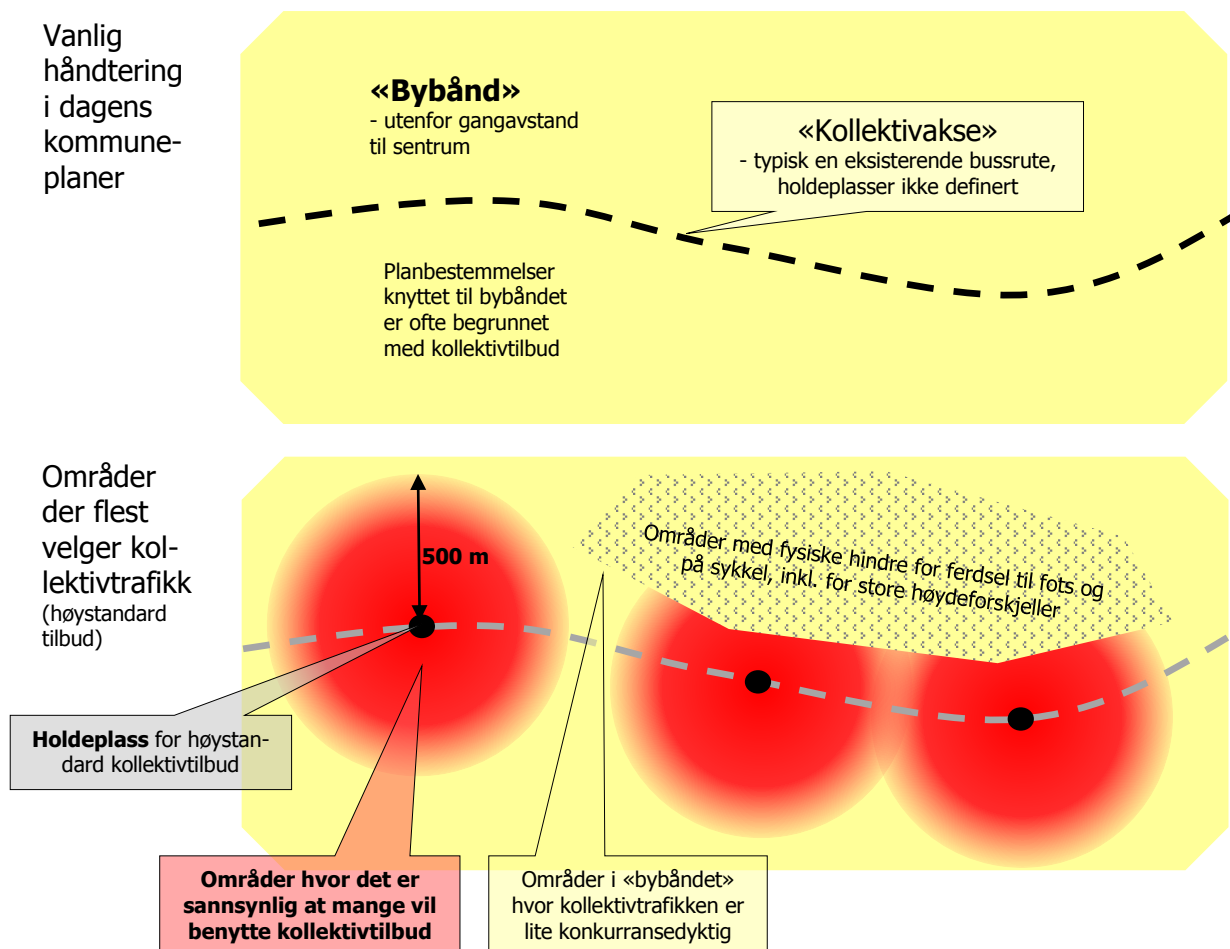 Vanlig
håndtering
i dagens
kommune-
planer
«Bybånd»
- utenfor gangavstand
til sentrum
«Kollektivakse»
- typisk en eksisterende bussrute,
holdeplasser ikke definert
Planbestemmelser
knyttet til bybåndet
er ofte begrunnet
med kollektivtilbud
Områder
der flest
velger kol-
lektivtrafikk
(høystandard
tilbud)
500 m
Områder med fysiske hindre for ferdsel til fots og
på sykkel, inkl. for store høydeforskjeller
Holdeplass for høystan-
dard kollektivtilbud
Områder hvor det er
sannsynlig at mange vil
benytte kollektivtilbud
Områder i «bybåndet»
hvor kollektivtrafikken er
lite konkurransedyktig